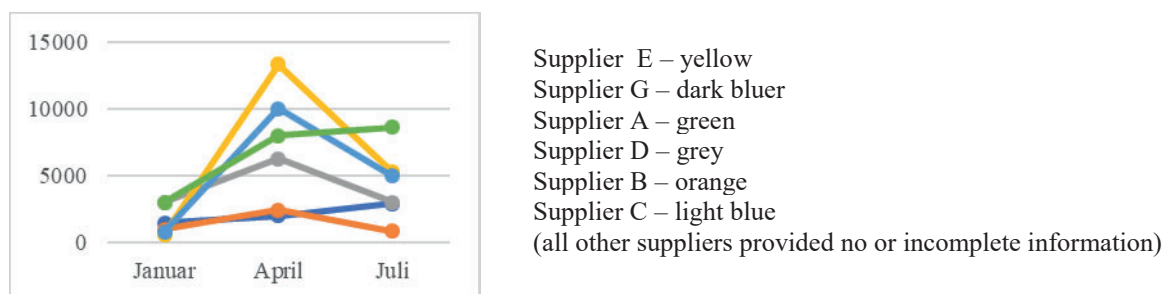 15000
10000
5000
0
Januar April Juli
Supplier  E – yellow
Supplier G – dark bluer
Supplier A – green
Supplier D – grey
Supplier B – orange
Supplier C – light blue
(all other suppliers provided no or incomplete information)